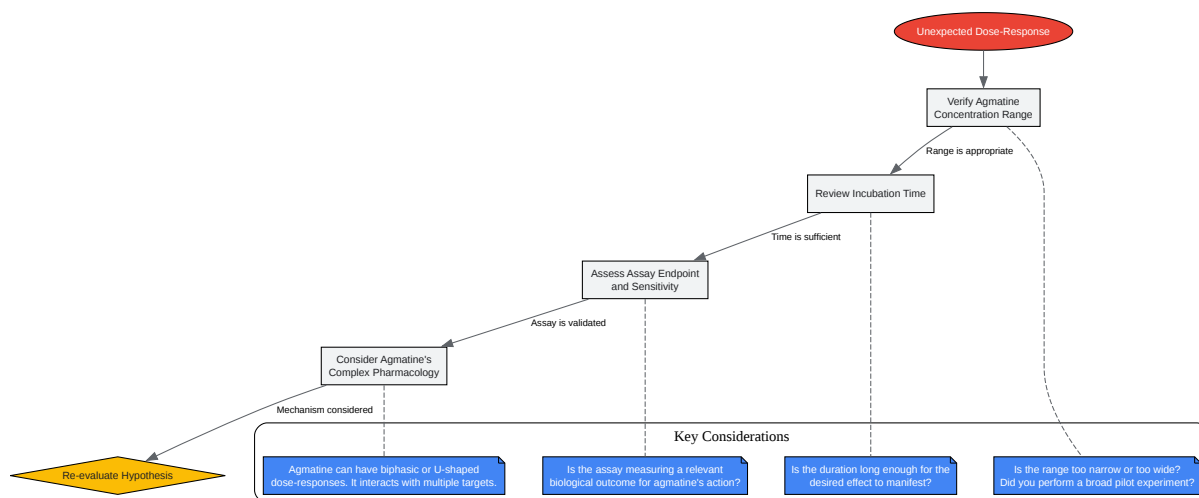 Unexpected Dose-Response
Verify Agmatine
Concentration Range
Range is appropriate
Review Incubation Time
Time is sufficient
Assess Assay Endpoint
and Sensitivity
Assay is validated
Consider Agmatine's
Complex Pharmacology
Mechanism considered
Re-evaluate Hypothesis
Key Considerations
Agmatine can have biphasic or U-shaped
dose-responses. It interacts with multiple targets.
Is the assay measuring a relevant
biological outcome for agmatine's action?
Is the duration long enough for the
desired effect to manifest?
Is the range too narrow or too wide?
Did you perform a broad pilot experiment?